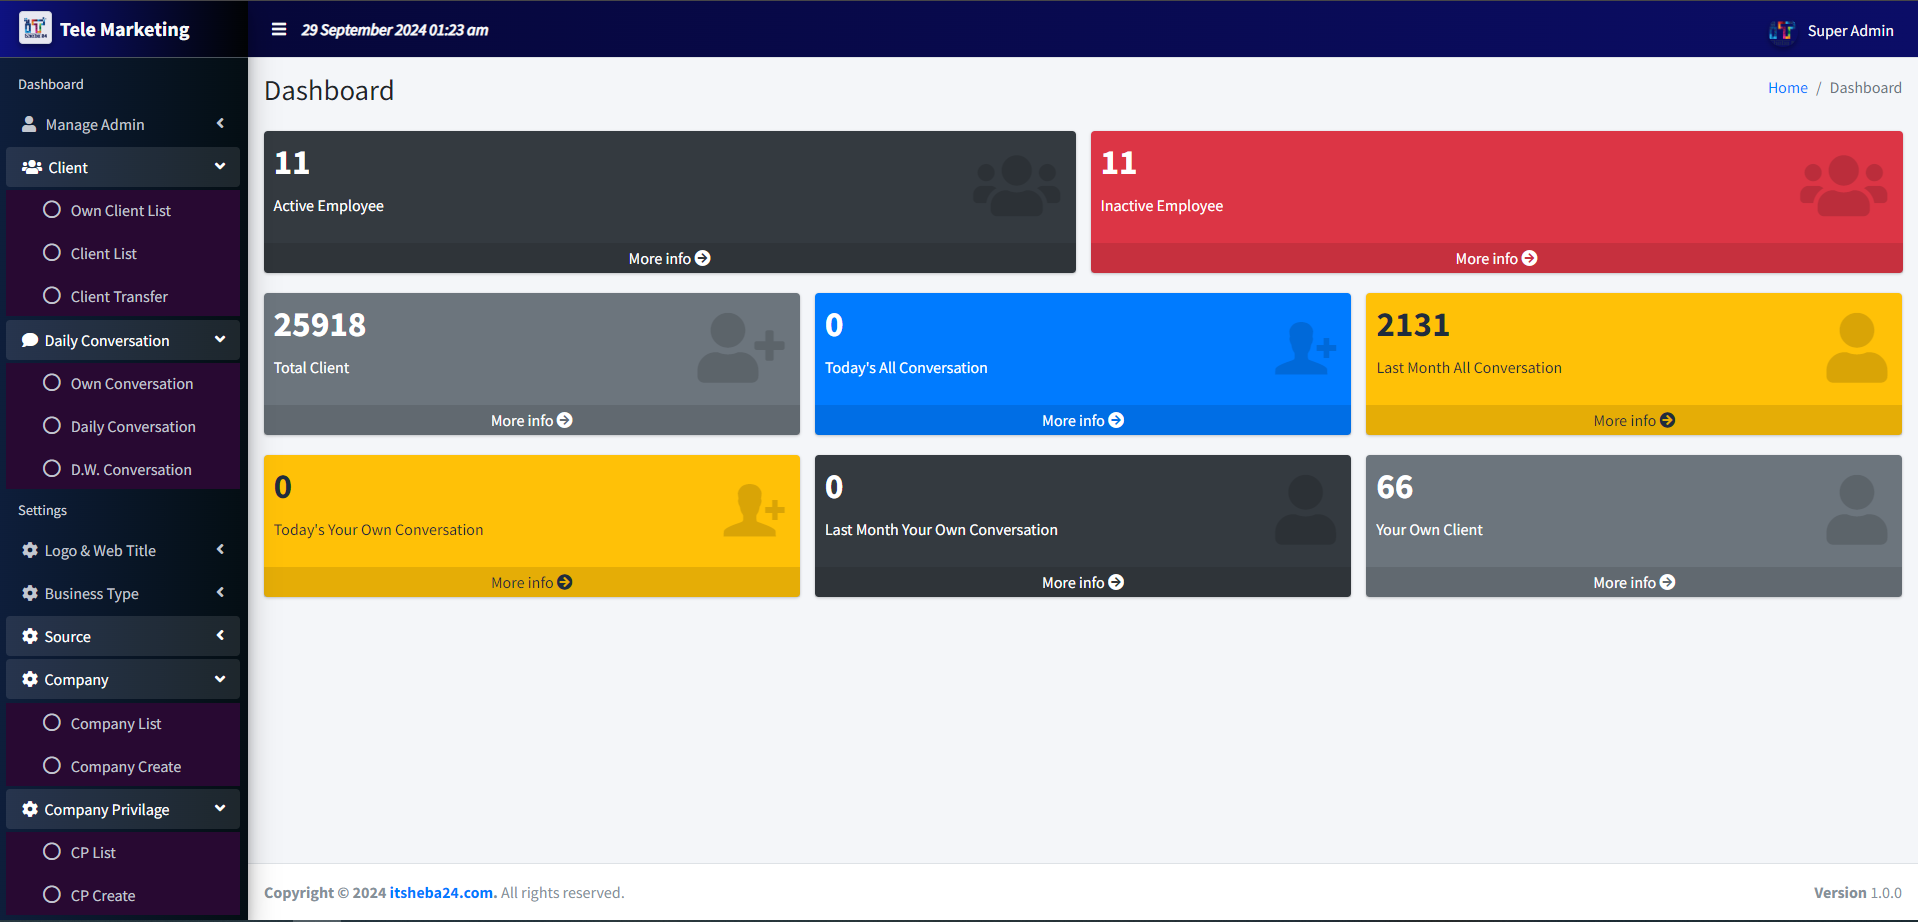 Tele Marketing
29 September 2024 01:23 am
Super Admin
Dashboard
Manage Admin
Client
Own Client List
Client List
Client Transfer
Daily Conversation
Own Conversation
Daily Conversation
D.W. Conversation
Settings
Logo & Web Title
Business Type
Source
Company
Company List
Company Create
Company Privilage
CP List
CP Create
Dashboard
Home / Dashboard
11
Active Employee
More info
11
Inactive Employee
More info
25918
Total Client
More info
0
Today's All Conversation
More info
2131
Last Month All Conversation
More info
0
Today's Your Own Conversation
More info
0
Last Month Your Own Conversation
More info
66
Your Own Client
More info
Copyright © 2024 itsheba24.com. All rights reserved.
Version 1.0.0